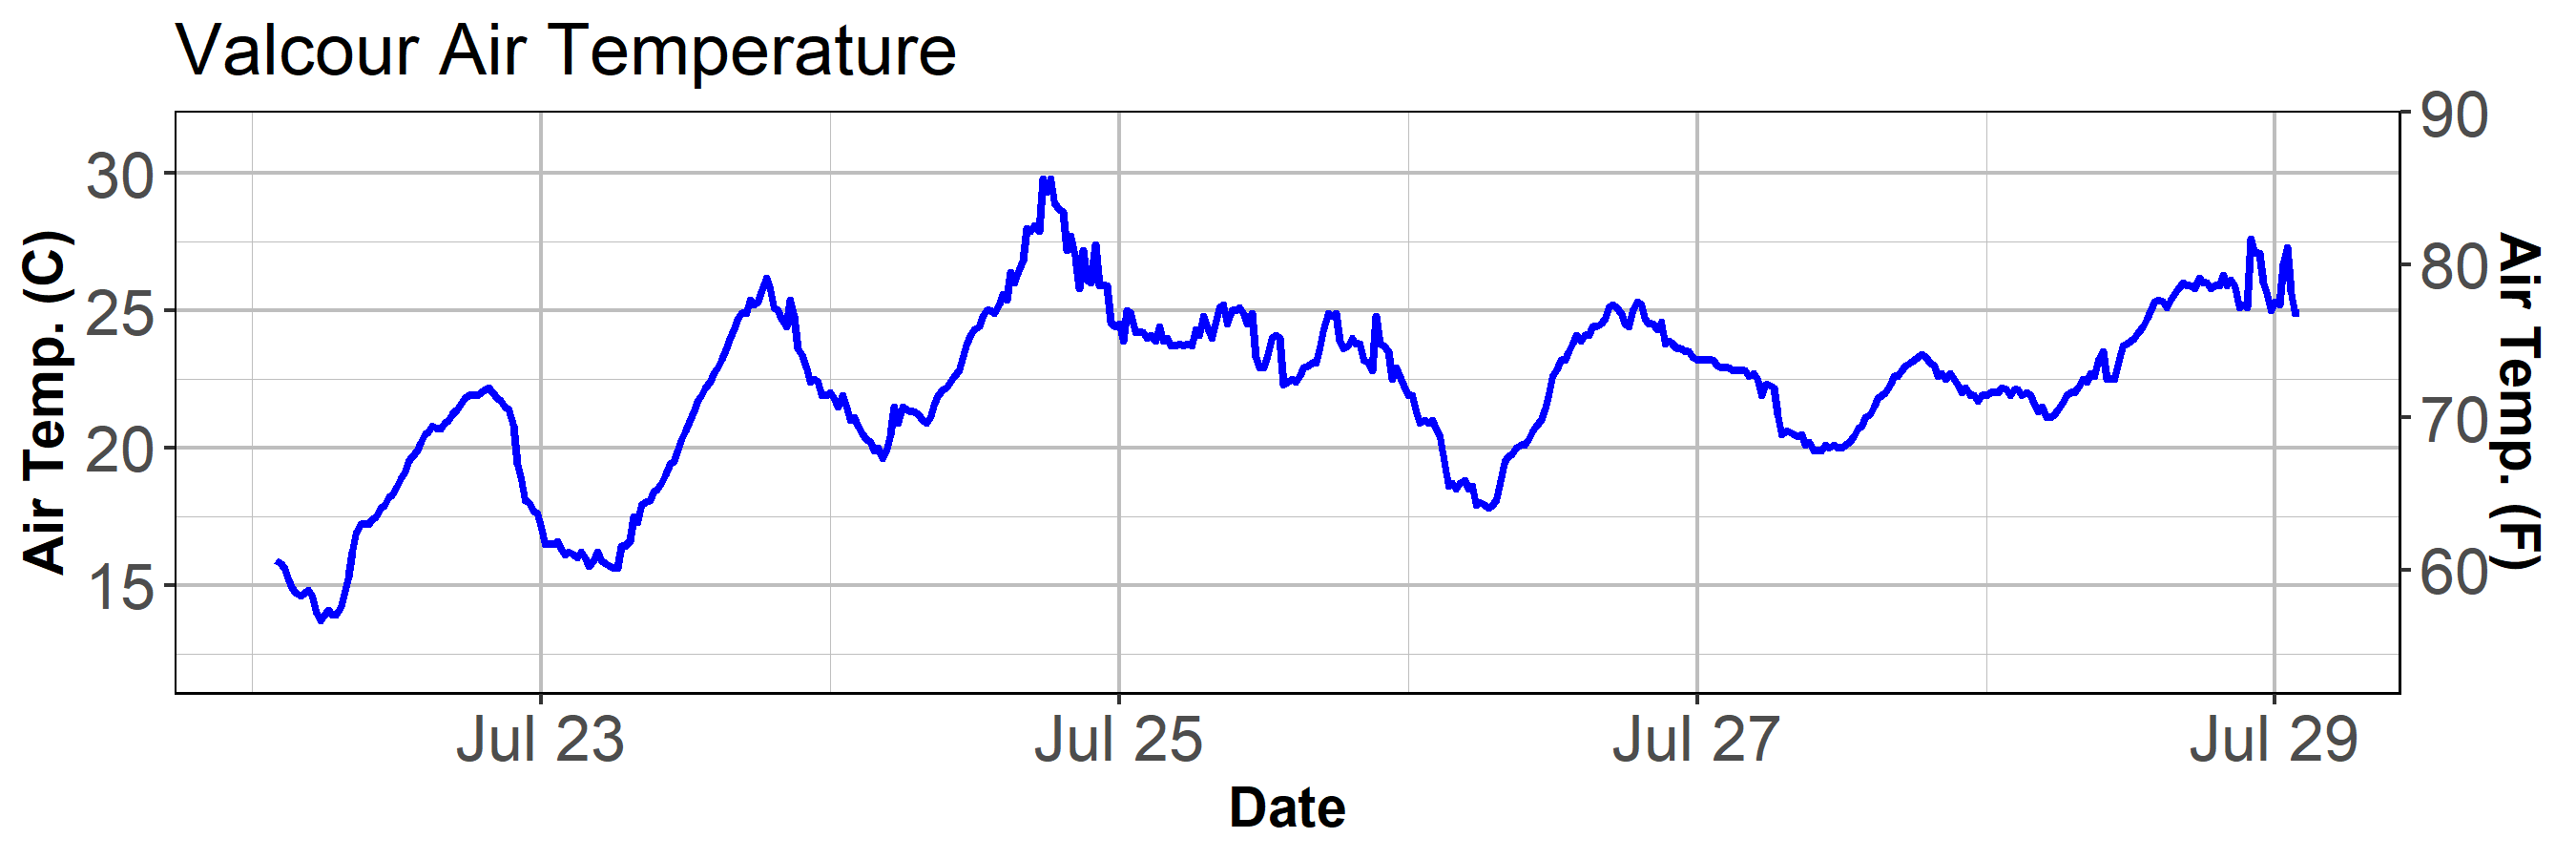 Valcour Air Temperature
Air Temp. (C)
30
25
20
15
90
80
70
60
Air Temp. (F)
Jul 23
Jul 25
Jul 27
Jul 29
Date